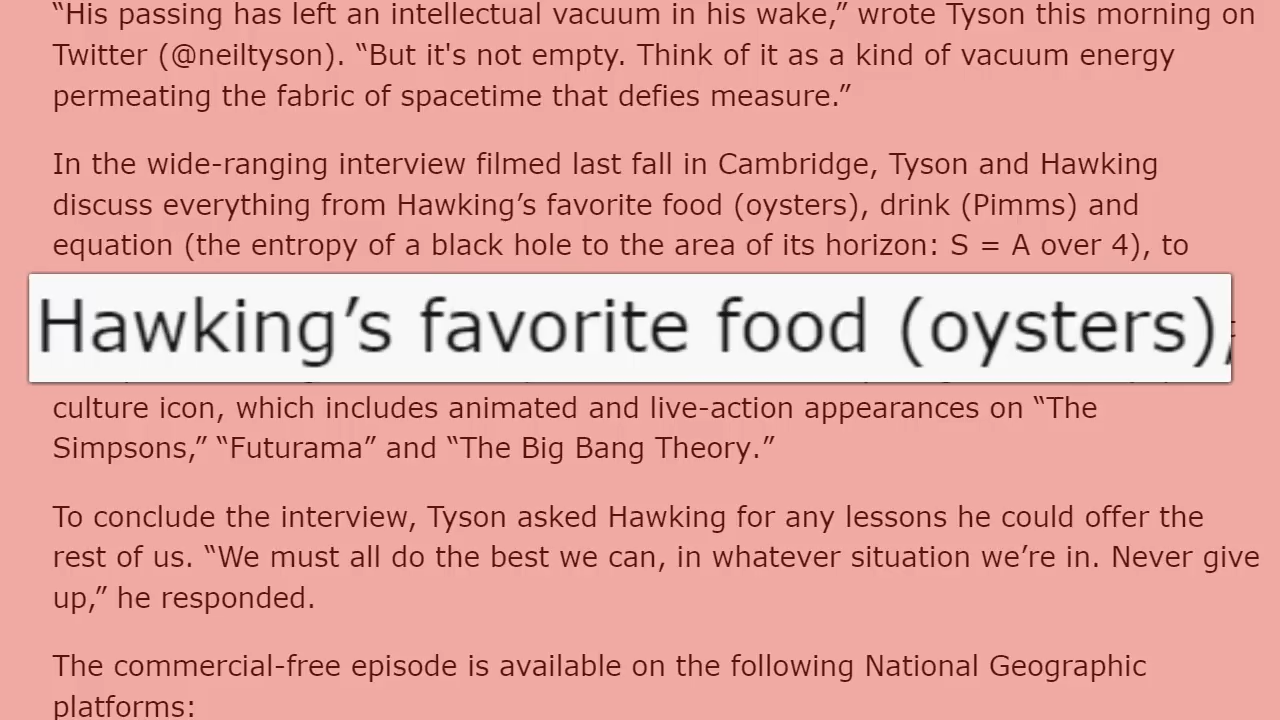 “His passing has left an intellectual vacuum in his wake,” wrote Tyson this morning on
Twitter (@neiltyson). “But it's not empty. Think of it as a kind of vacuum energy
permeating the fabric of spacetime that defies measure.”
In the wide-ranging interview filmed last fall in Cambridge, Tyson and Hawking
discuss everything from Hawking’s favorite food (oysters), drink (Pimms) and
equation (the entropy of a black hole to the area of its horizon: S = A over 4), to
Hawking’s favorite food (oysters),
culture icon, which includes animated and live-action appearances on “The
Simpsons,” “Futurama” and “The Big Bang Theory.”
To conclude the interview, Tyson asked Hawking for any lessons he could offer the
rest of us. “We must all do the best we can, in whatever situation we’re in. Never give
up,” he responded.
The commercial-free episode is available on the following National Geographic
platforms: